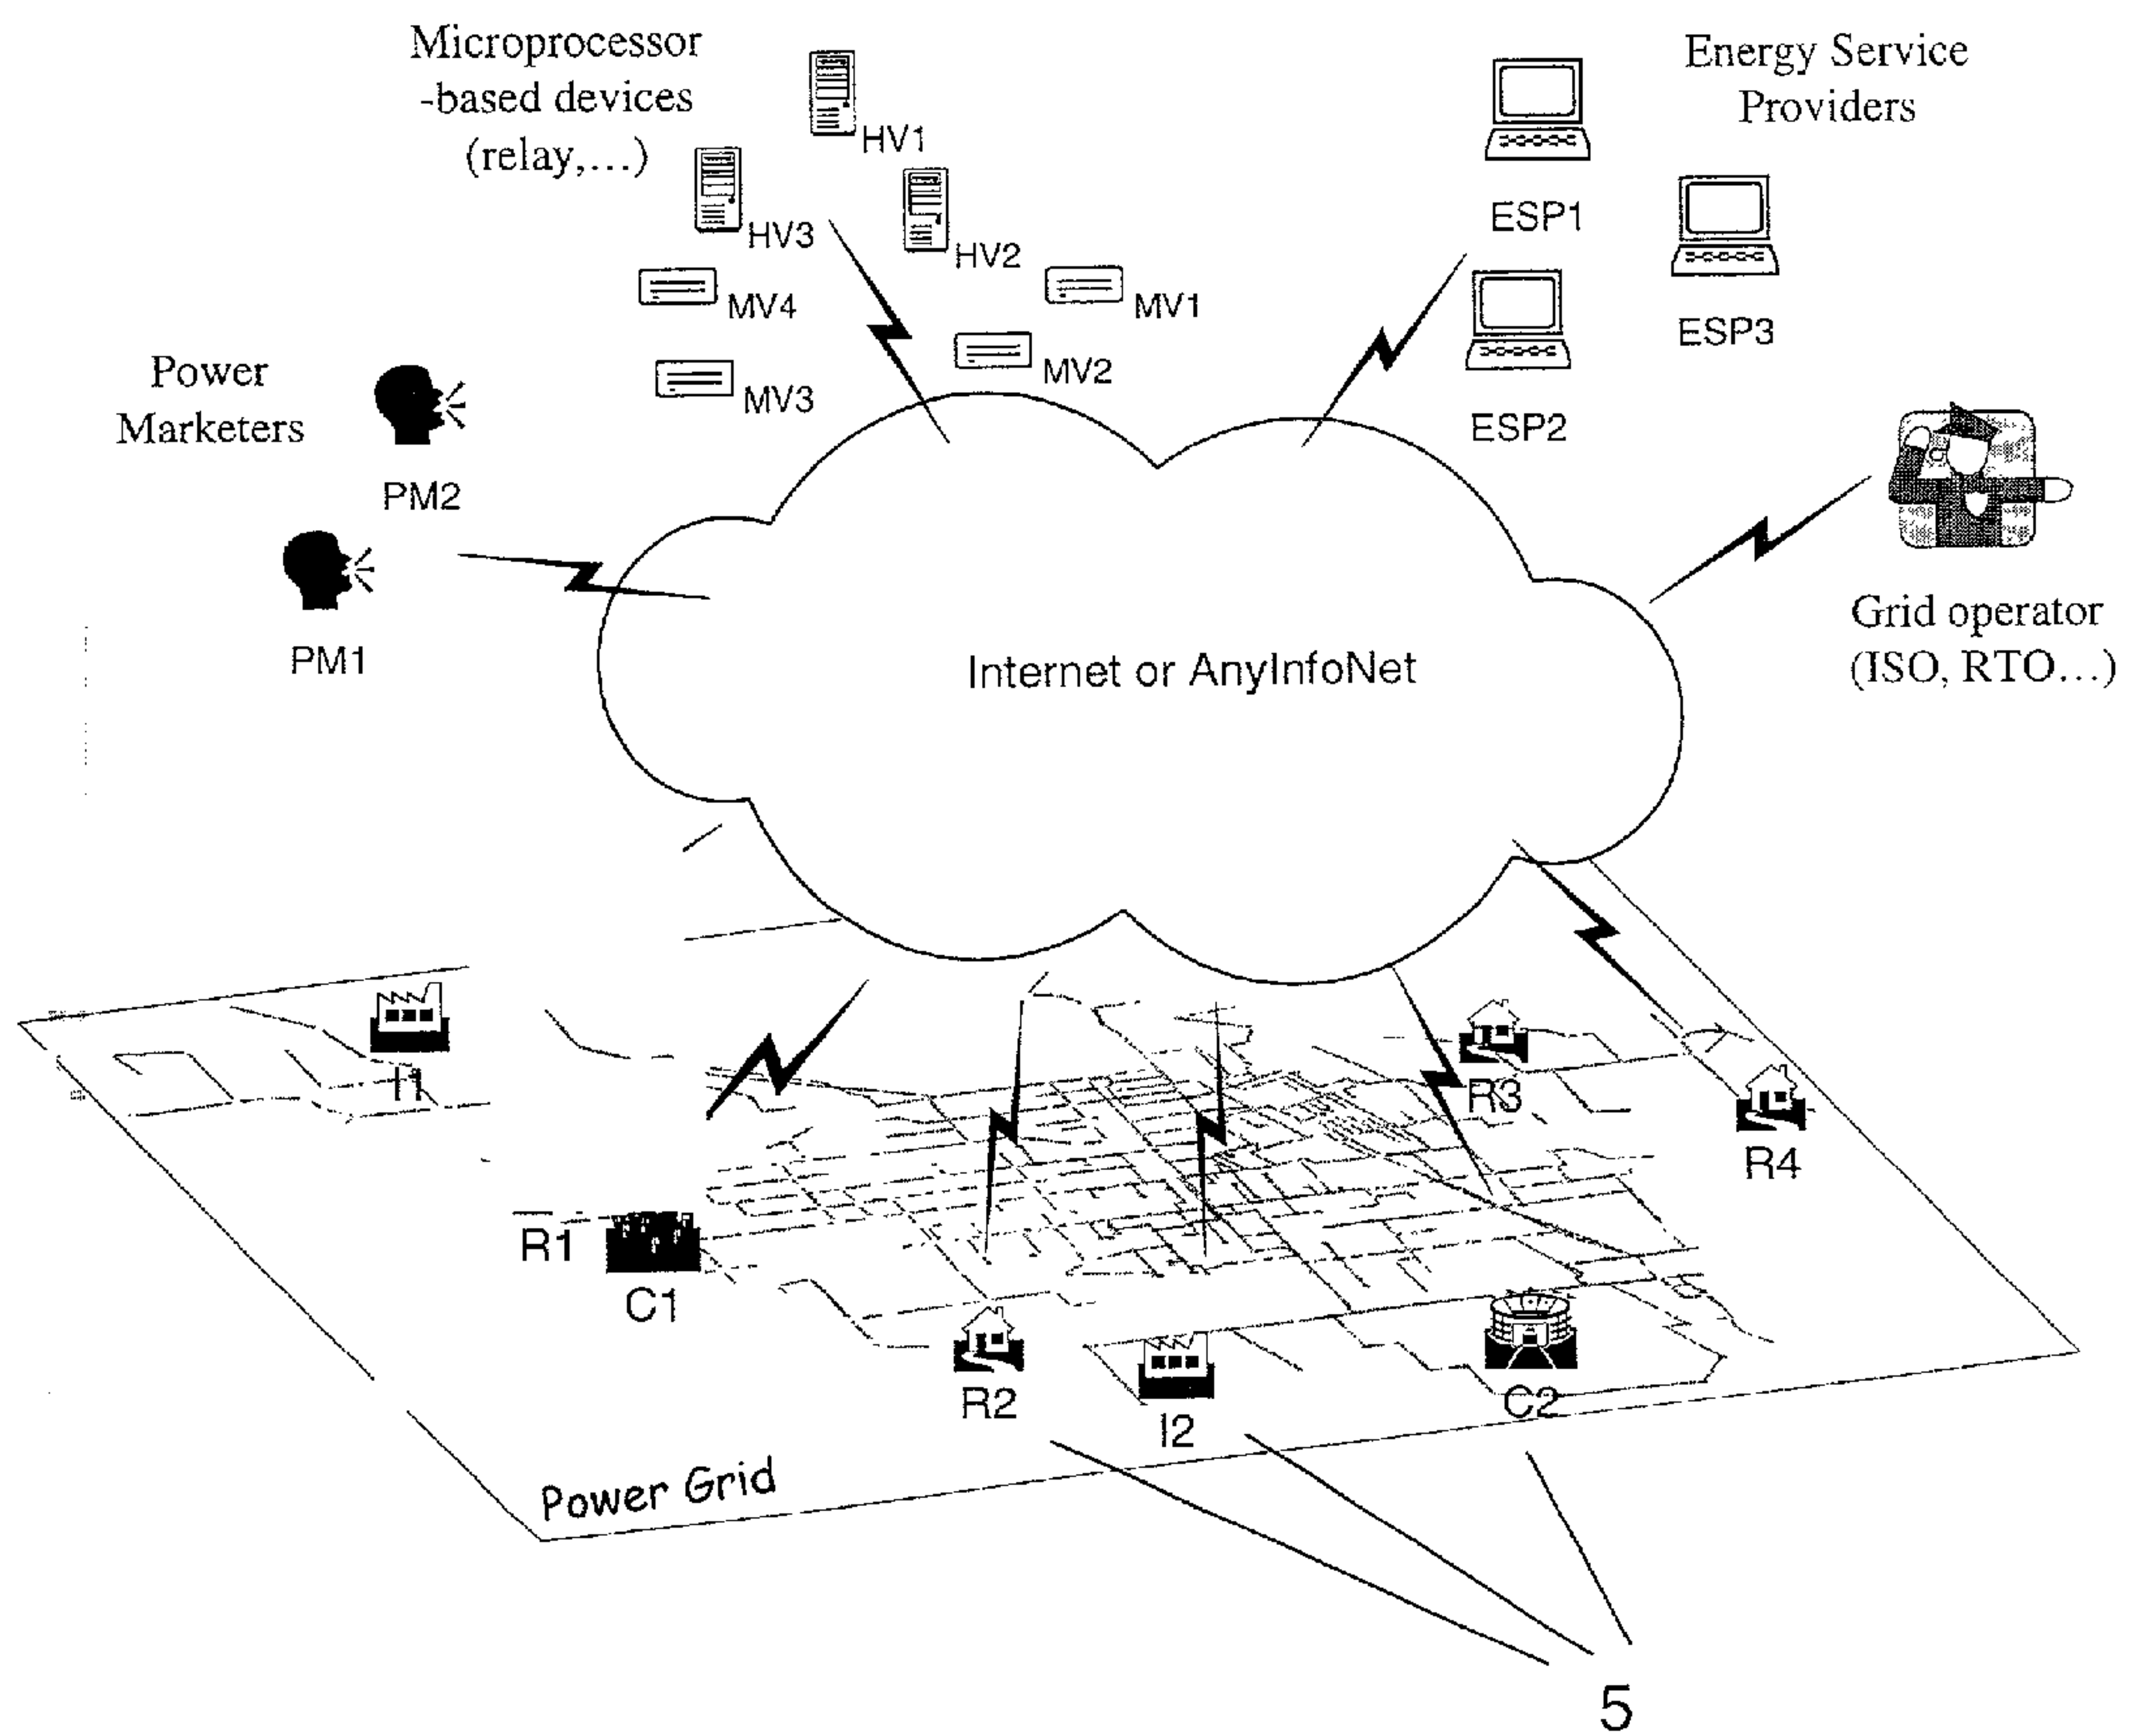 Microprocessor
-based devices
(relay,...)
HV1
HV3
HV2
MV4
MV1
MV3
MV2
Energy Service
Providers
ESP1
ESP3
ESP2
Power
Marketers
PM2
PM1
Grid operator
(ISO, RTO...)
Internet or AnyInfoNet
I1
R3
R4
R1
C1
R2
I2
C2
Power Grid
5